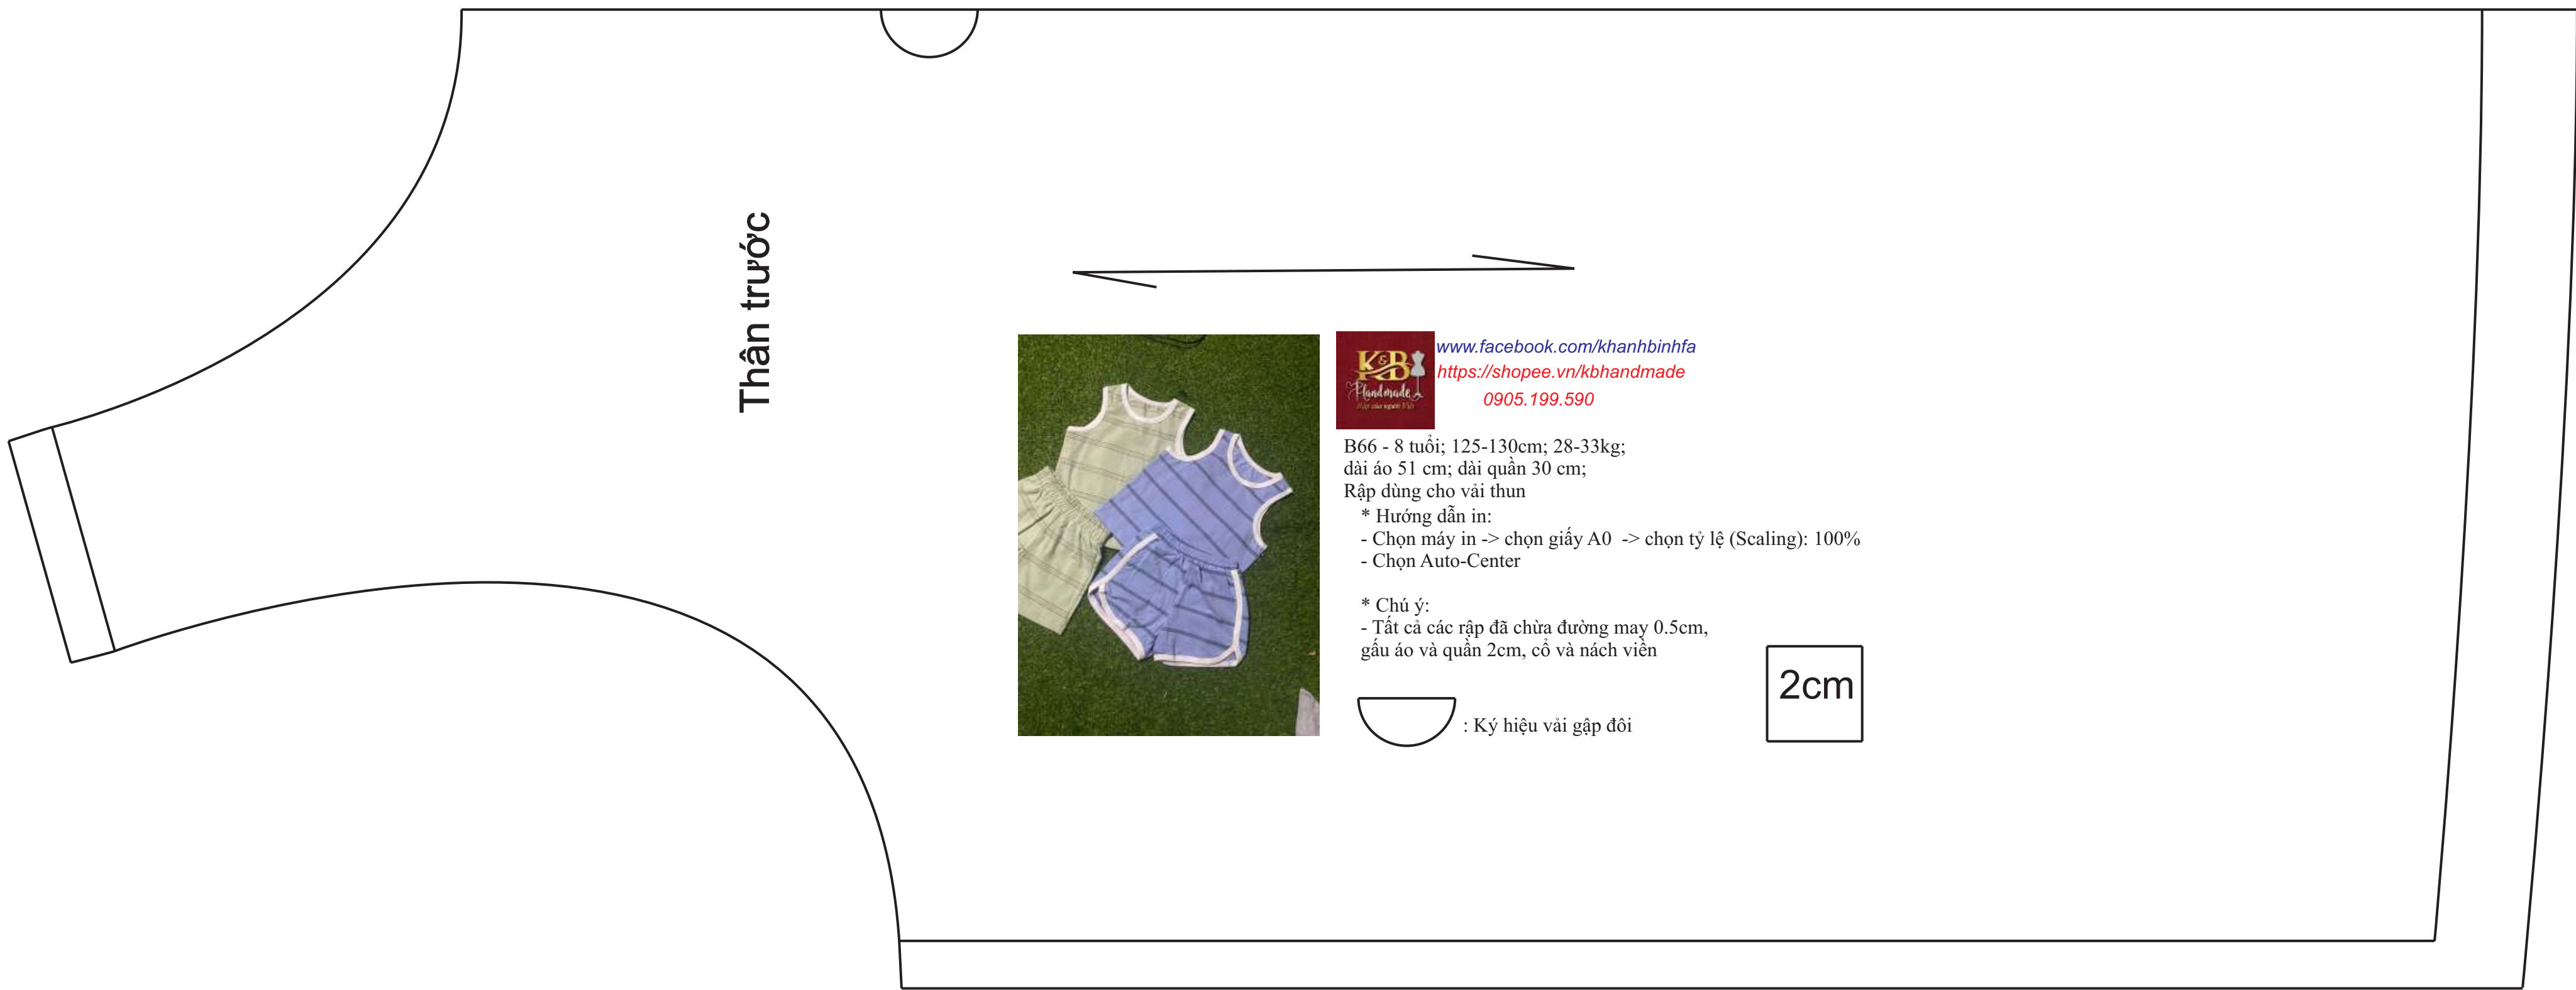 Thân trước
K&B
Handmade
Rập của người Việt
www.facebook.com/khanhbinhfa
https://shopee.vn/kbhandmade
0905.199.590
B66 - 8 tuổi; 125-130cm; 28-33kg;
dài áo 51 cm; dài quần 30 cm;
Rập dùng cho vải thun
* Hướng dẫn in:
- Chọn máy in -> chọn giấy A0 -> chọn tỷ lệ (Scaling): 100%
- Chọn Auto-Center
* Chú ý:
- Tất cả các rập đã chừa đường may 0.5cm,
gấu áo và quần 2cm, cổ và nách viền
2cm
: Ký hiệu vải gập đôi